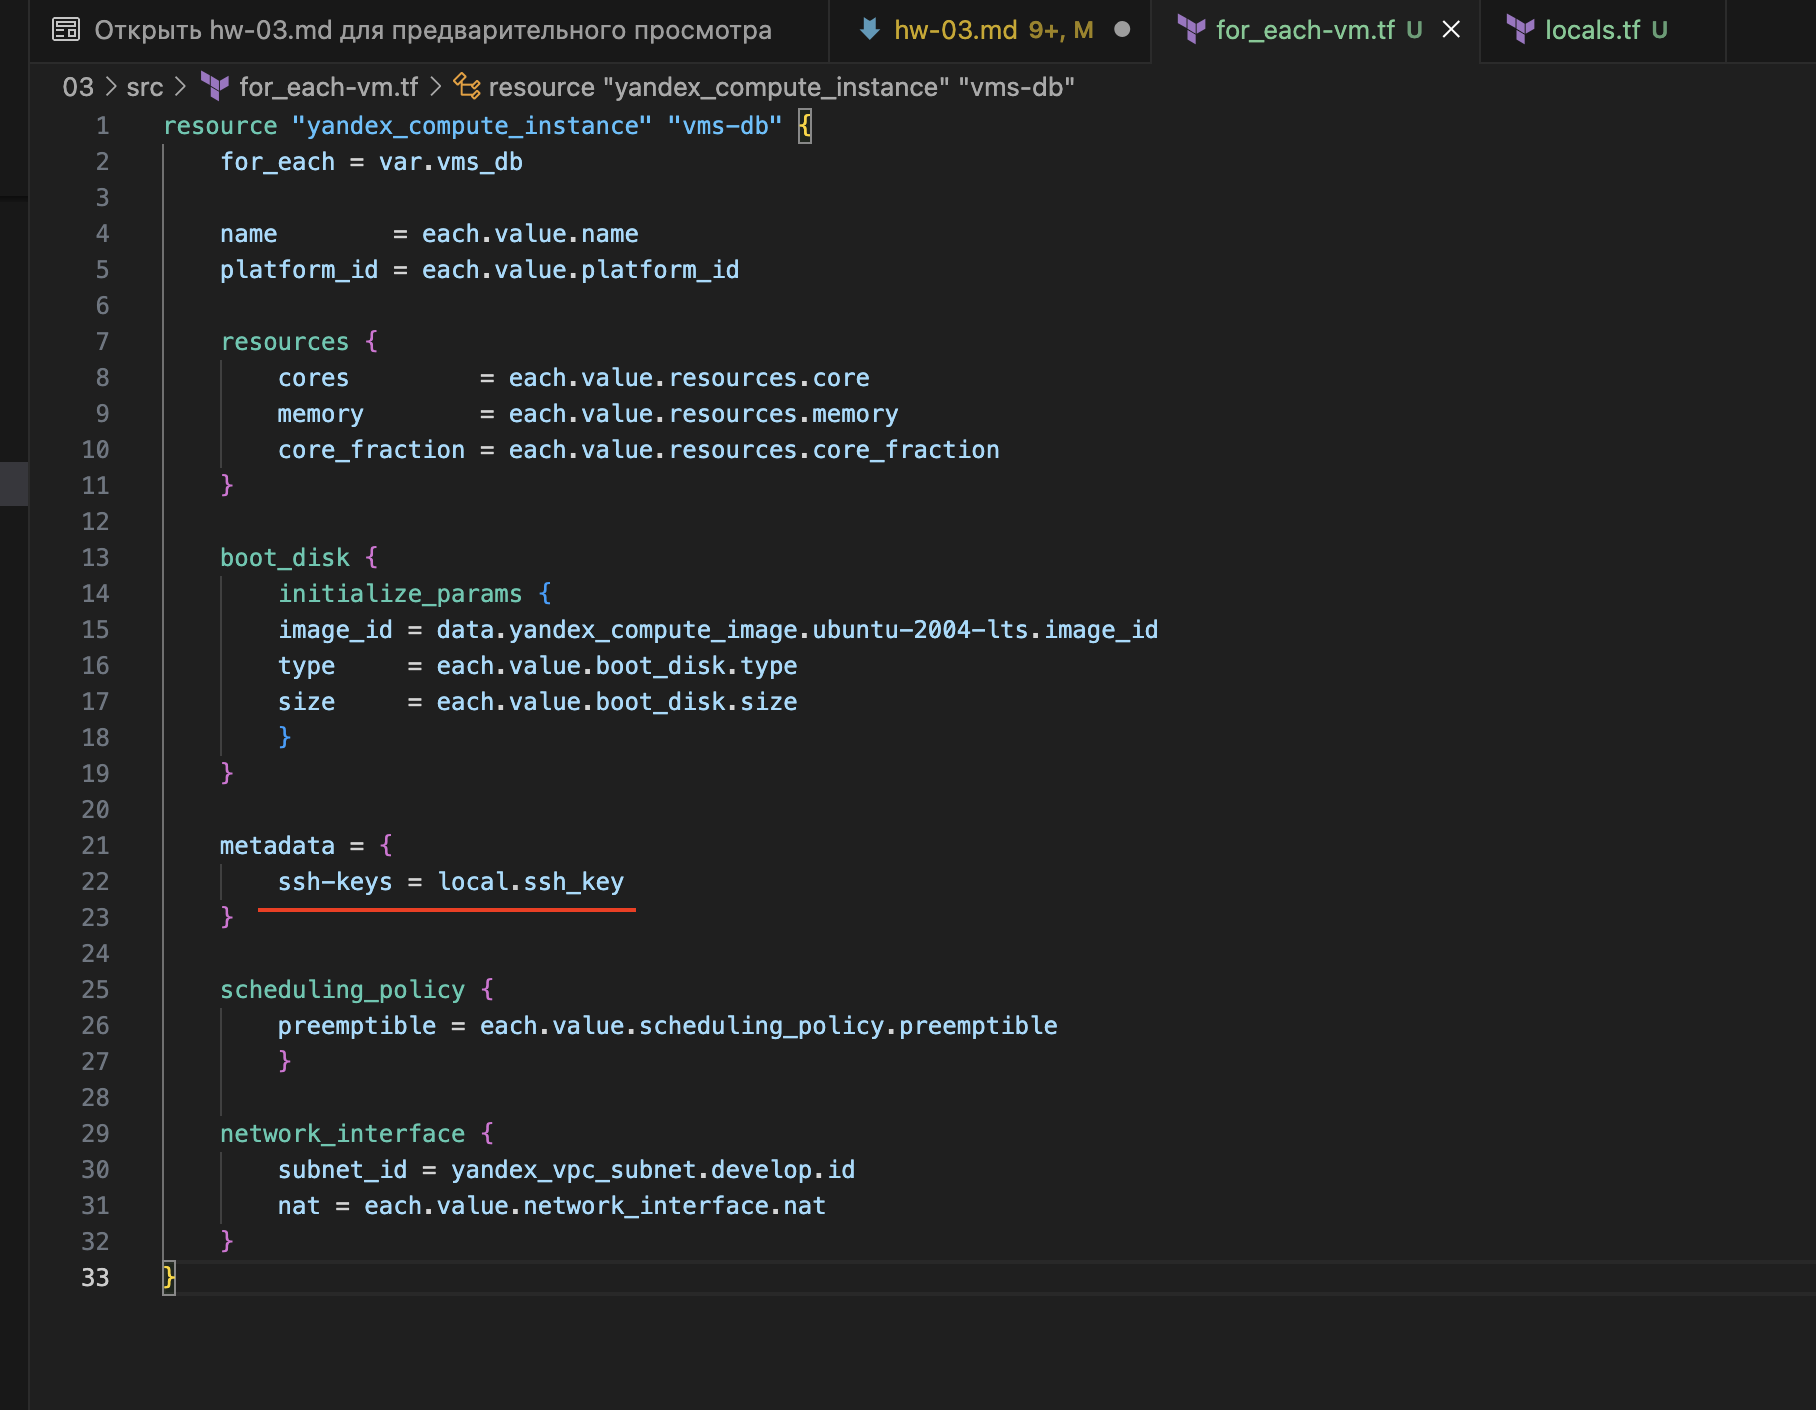 Открыть hw-03.md для предварительного просмотра
hw-03.md 9+, M
for_each-vm.tf U
locals.tf U
03 > src > for_each-vm.tf > resource "yandex_compute_instance" "vms-db"
1 resource "yandex_compute_instance" "vms-db" {
2 for_each = var.vms_db
3
4 name        = each.value.name
5 platform_id = each.value.platform_id
6
7 resources {
8 cores         = each.value.resources.core
9 memory        = each.value.resources.memory
10 core_fraction = each.value.resources.core_fraction
11 }
12
13 boot_disk {
14 initialize_params {
15 image_id = data.yandex_compute_image.ubuntu-2004-lts.image_id
16 type     = each.value.boot_disk.type
17 size     = each.value.boot_disk.size
18 }
19 }
20
21 metadata = {
22 ssh-keys = local.ssh_key
23 }
24
25 scheduling_policy {
26 preemptible = each.value.scheduling_policy.preemptible
27 }
28
29 network_interface {
30 subnet_id = yandex_vpc_subnet.develop.id
31 nat = each.value.network_interface.nat
32 }
33 }